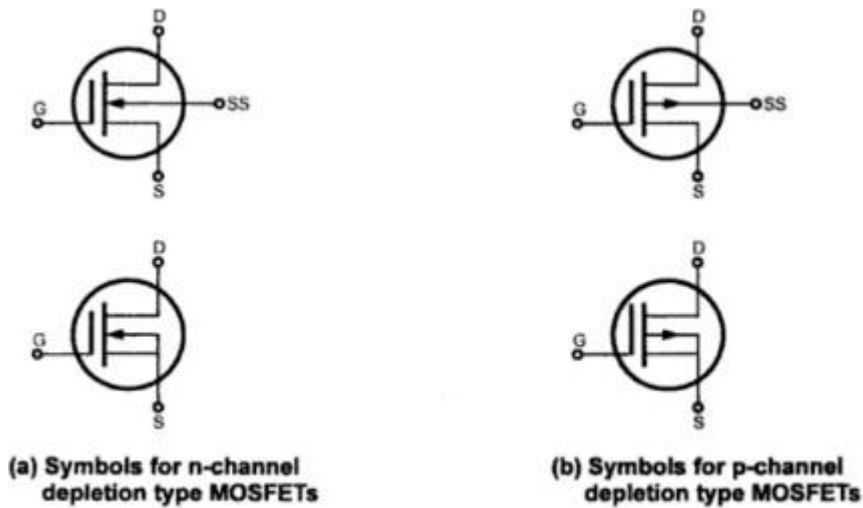 D
D
G
SS
G
SS
S
S
D
D
G
G
S
S
(a) Symbols for n-channel
depletion type MOSFETs
(b) Symbols for p-channel
depletion type MOSFETs